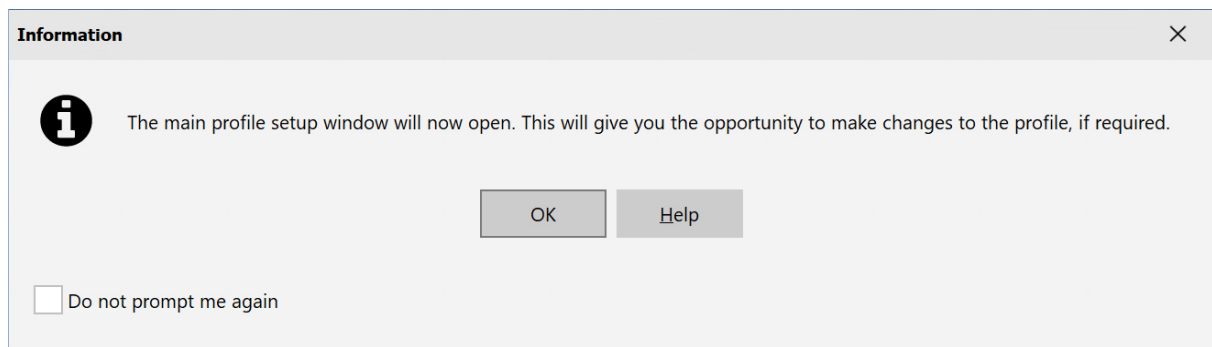 Information
The main profile setup window will now open. This will give you the opportunity to make changes to the profile, if required.
OK Help
Do not prompt me again